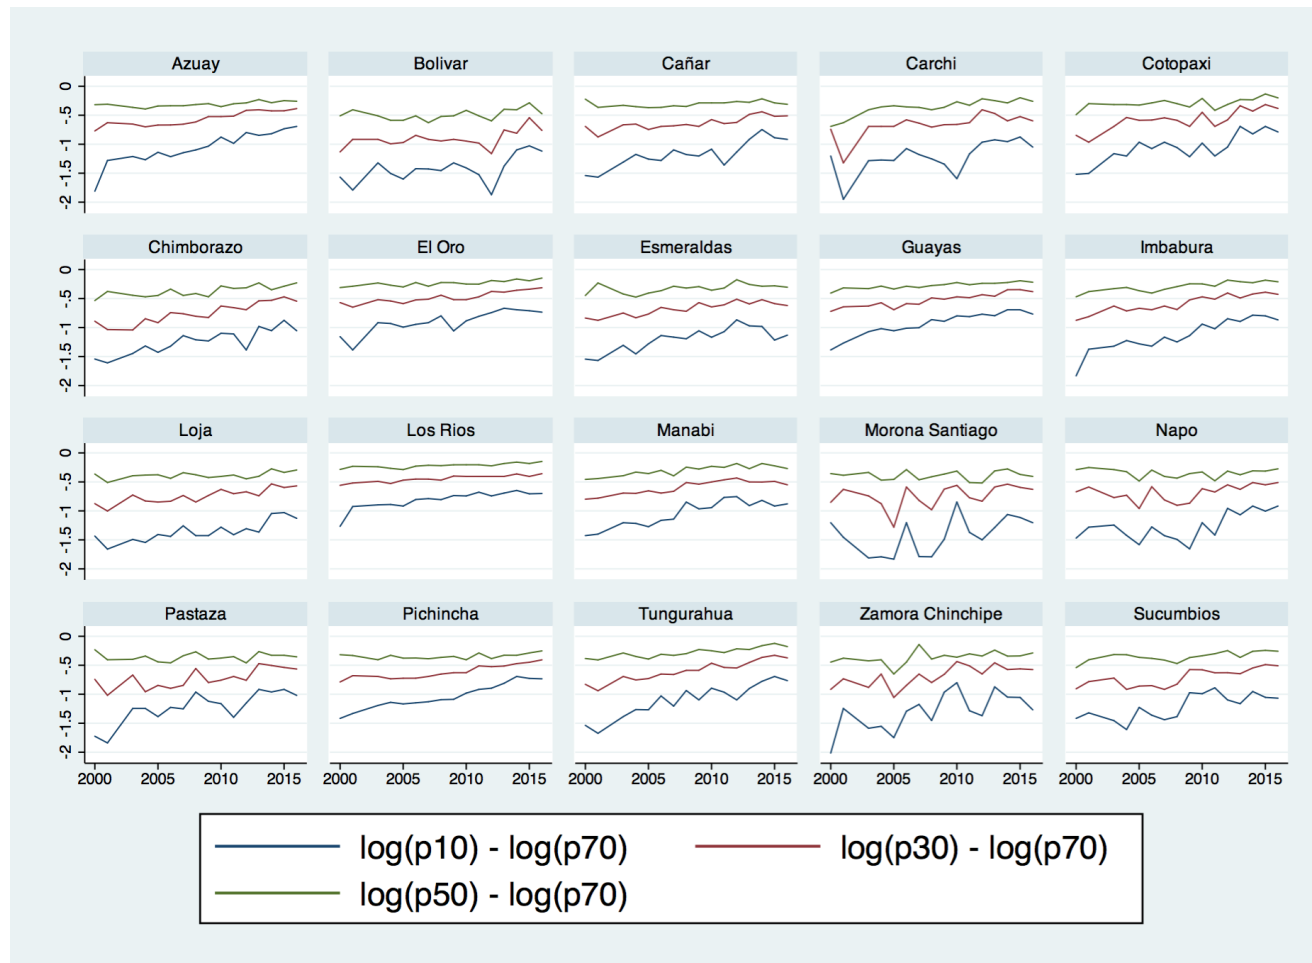 Azuay Bolivar Cañar Carchi Cotopaxi
0
-.5
-1
-1.5
-2
Chimborazo El Oro Esmeraldas Guayas Imbabura
0
-.5
-1
-1.5
-2
Loja Los Rios Manabi Morona Santiago Napo
0
-.5
-1
-1.5
-2
Pastaza Pichincha Tungurahua Zamora Chinchipe Sucumbios
0
-.5
-1
-1.5
-2
2000 2005 2010 2015 2000 2005 2010 2015 2000 2005 2010 2015 2000 2005 2010 2015 2000 2005 2010 2015
log(p10) - log(p70) log(p30) - log(p70)
log(p50) - log(p70)